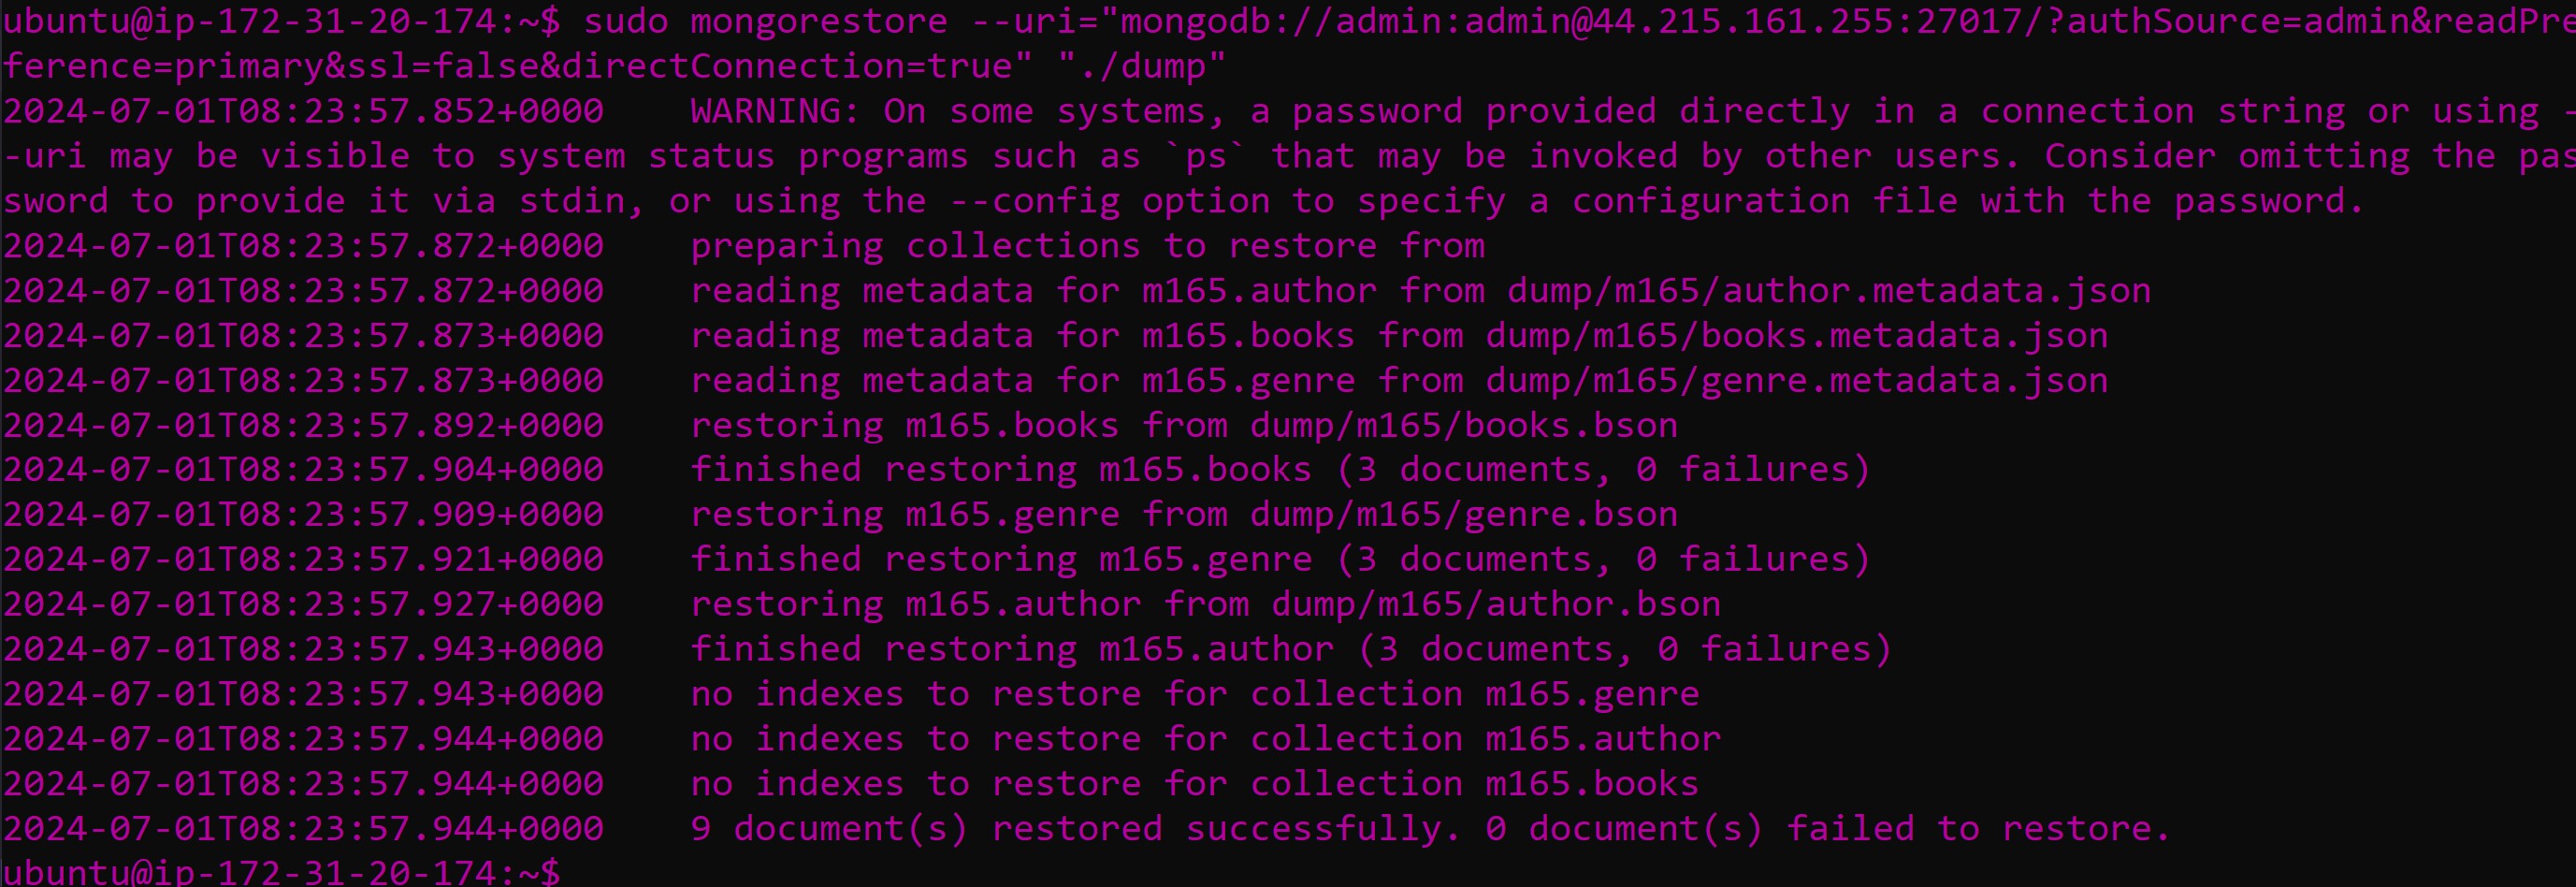 ubuntu@ip-172-31-20-174:~$ sudo mongorestore --uri="mongodb://admin:admin@44.215.161.255:27017/?authSource=admin&readPre
ference=primary&ssl=false&directConnection=true" "./dump"
2024-07-01T08:23:57.852+0000    WARNING: On some systems, a password provided directly in a connection string or using -
-uri may be visible to system status programs such as `ps` that may be invoked by other users. Consider omitting the pas
sword to provide it via stdin, or using the --config option to specify a configuration file with the password.
2024-07-01T08:23:57.872+0000    preparing collections to restore from
2024-07-01T08:23:57.872+0000    reading metadata for m165.author from dump/m165/author.metadata.json
2024-07-01T08:23:57.873+0000    reading metadata for m165.books from dump/m165/books.metadata.json
2024-07-01T08:23:57.873+0000    reading metadata for m165.genre from dump/m165/genre.metadata.json
2024-07-01T08:23:57.892+0000    restoring m165.books from dump/m165/books.bson
2024-07-01T08:23:57.904+0000    finished restoring m165.books (3 documents, 0 failures)
2024-07-01T08:23:57.909+0000    restoring m165.genre from dump/m165/genre.bson
2024-07-01T08:23:57.921+0000    finished restoring m165.genre (3 documents, 0 failures)
2024-07-01T08:23:57.927+0000    restoring m165.author from dump/m165/author.bson
2024-07-01T08:23:57.943+0000    finished restoring m165.author (3 documents, 0 failures)
2024-07-01T08:23:57.943+0000    no indexes to restore for collection m165.genre
2024-07-01T08:23:57.944+0000    no indexes to restore for collection m165.author
2024-07-01T08:23:57.944+0000    no indexes to restore for collection m165.books
2024-07-01T08:23:57.944+0000    9 document(s) restored successfully. 0 document(s) failed to restore.
ubuntu@ip-172-31-20-174:~$